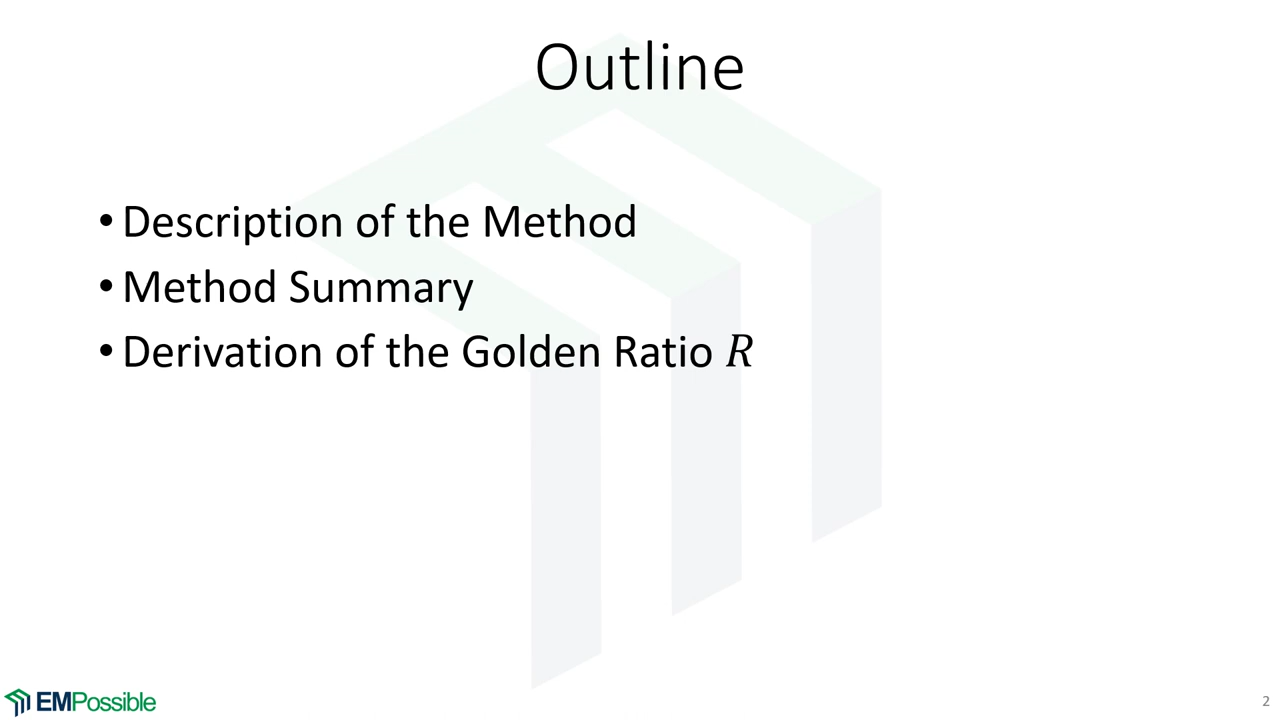 Outline
• Description of the Method
• Method Summary
• Derivation of the Golden Ratio R
EMPossible
2